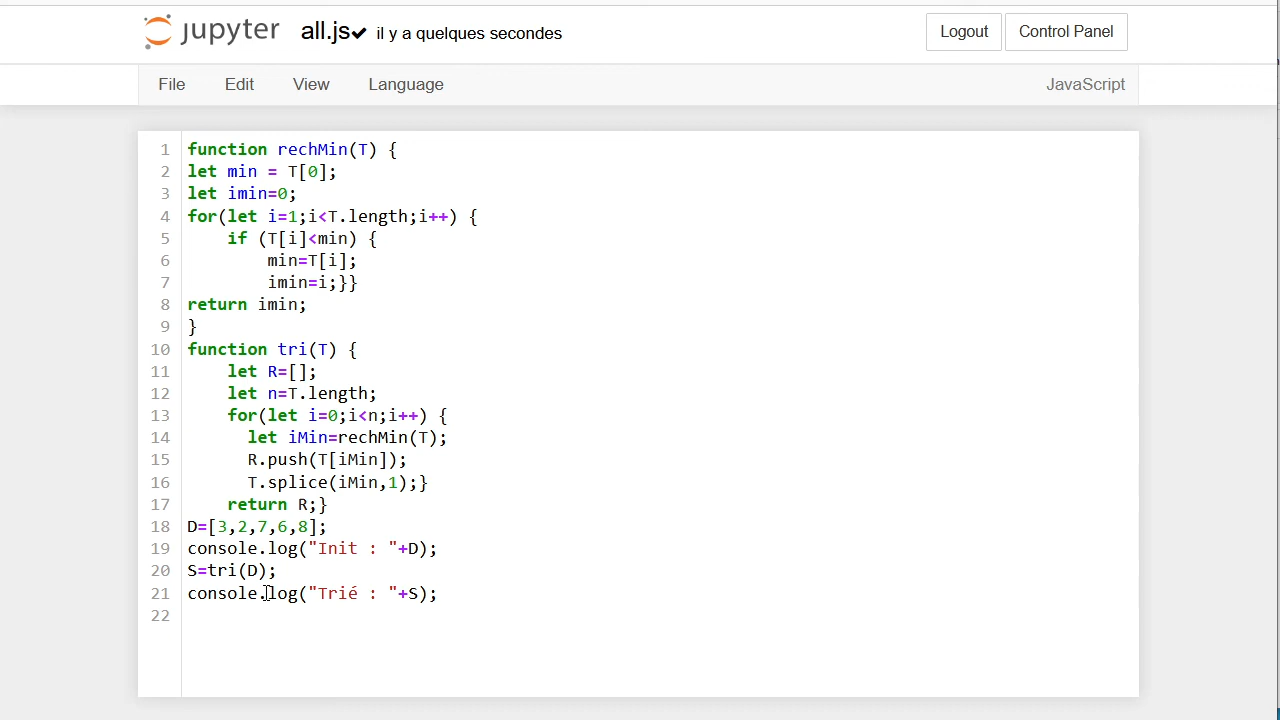 jupyter all.js✔ il y a quelques secondes Logout Control Panel
File Edit View Language JavaScript
1 function rechMin(T) {
2 let min = T[0];
3 let imin=0;
4 for(let i=1;i<T.length;i++) {
5     if (T[i]<min) {
6         min=T[i];
7         imin=i;}}
8 return imin;
9 }
10 function tri(T) {
11     let R=[];
12     let n=T.length;
13     for(let i=0;i<n;i++) {
14       let iMin=rechMin(T);
15       R.push(T[iMin]);
16       T.splice(iMin,1);}
17     return R;}
18 D=[3,2,7,6,8];
19 console.log("Init : "+D);
20 S=tri(D);
21 console.log("Trié : "+S);
22